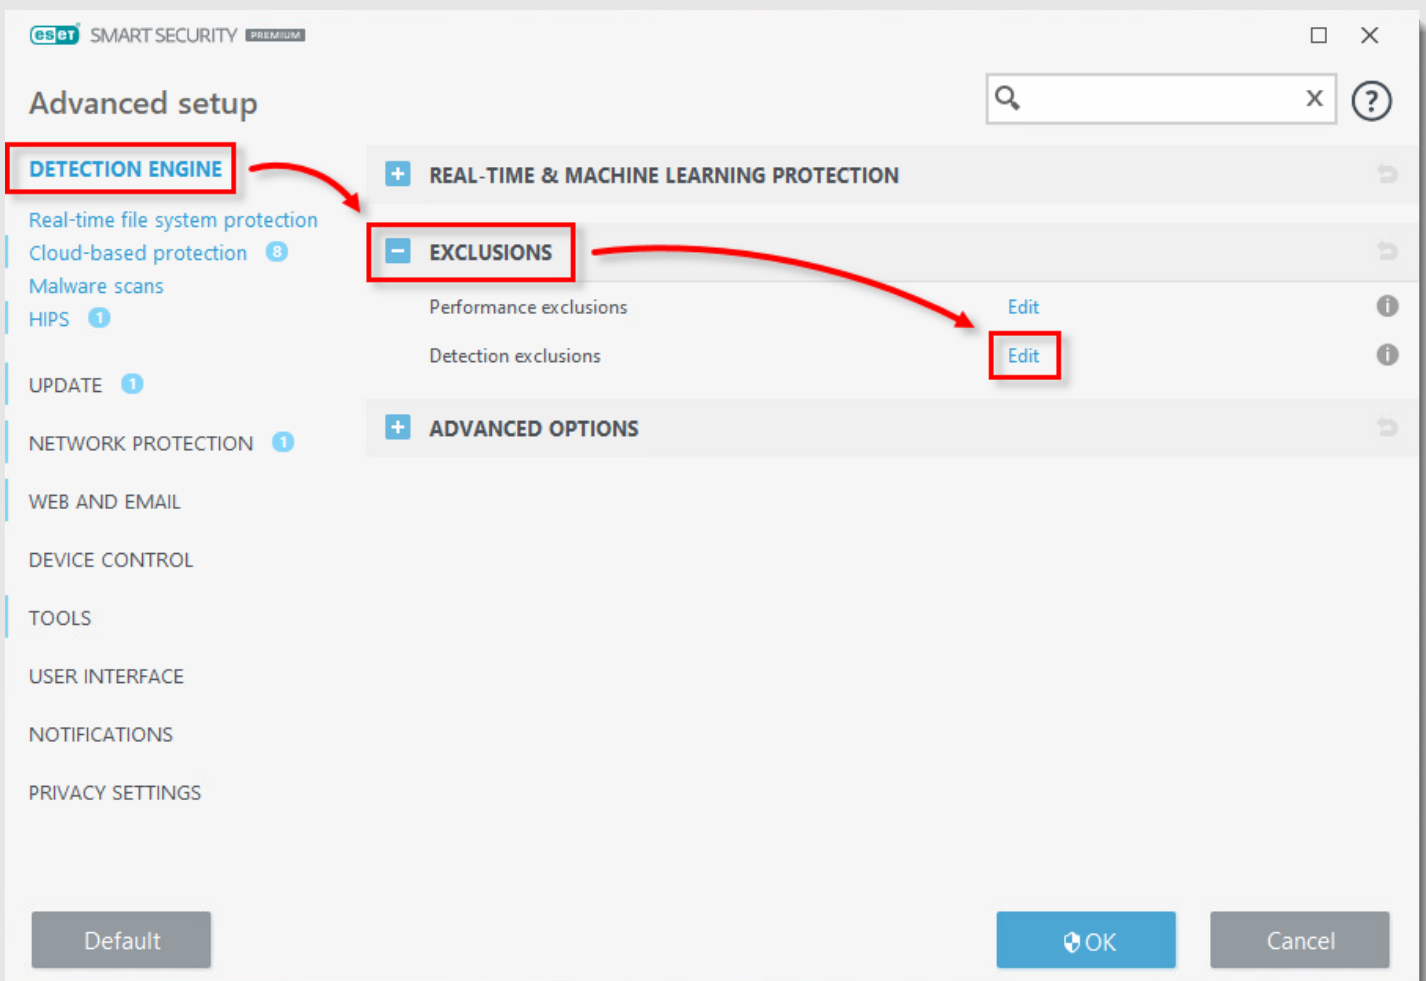 eset SMART SECURITY PREMIUM
Advanced setup
X
?
DETECTION ENGINE
Real-time file system protection
Cloud-based protection 8
Malware scans
HIPS 1
UPDATE 1
NETWORK PROTECTION 1
WEB AND EMAIL
DEVICE CONTROL
TOOLS
USER INTERFACE
NOTIFICATIONS
PRIVACY SETTINGS
REAL-TIME & MACHINE LEARNING PROTECTION
EXCLUSIONS
Performance exclusions Edit
Detection exclusions Edit
ADVANCED OPTIONS
Default
OK
Cancel